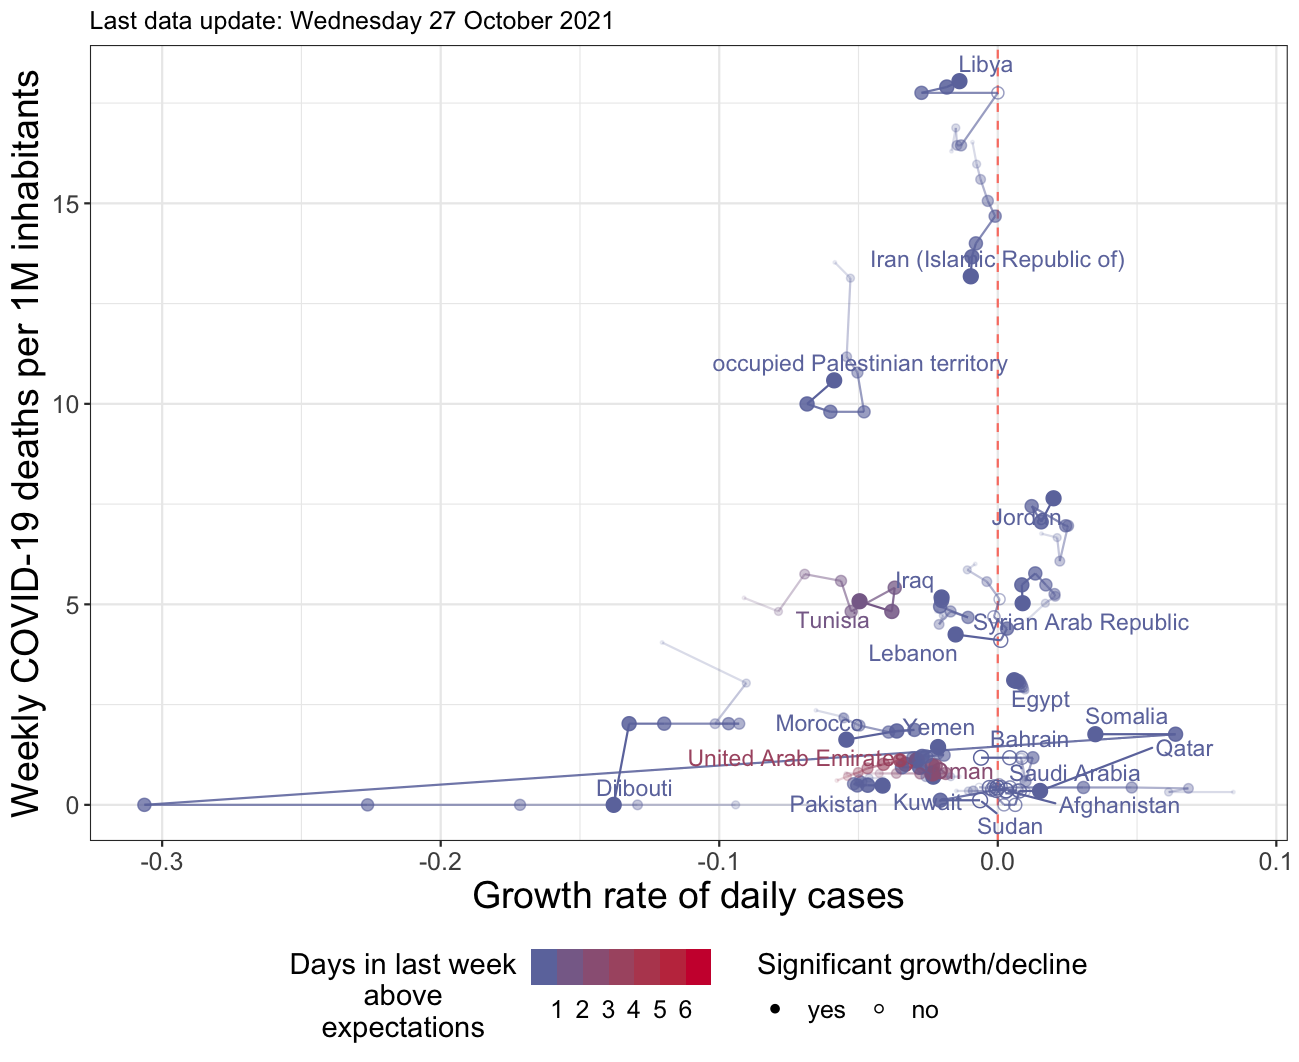 Last data update: Wednesday 27 October 2021
Weekly COVID-19 deaths per 1M inhabitants
Libya
15
Iran (Islamic Republic of)
occupied Palestinian territory
10
Jordan
Iraq
5
Tunisia
Syrian Arab Republic
Lebanon
Egypt
Somalia
Morocco
Yemen
Bahrain
Qatar
United Arab Emirates
Oman
Saudi Arabia
Djibouti
0
Pakistan
Kuwait
Afghanistan
Sudan
-0.3 -0.2 -0.1 0.0 0.1
Growth rate of daily cases
Days in last week
above
expectations
1 2 3 4 5 6
Significant growth/decline
yes no